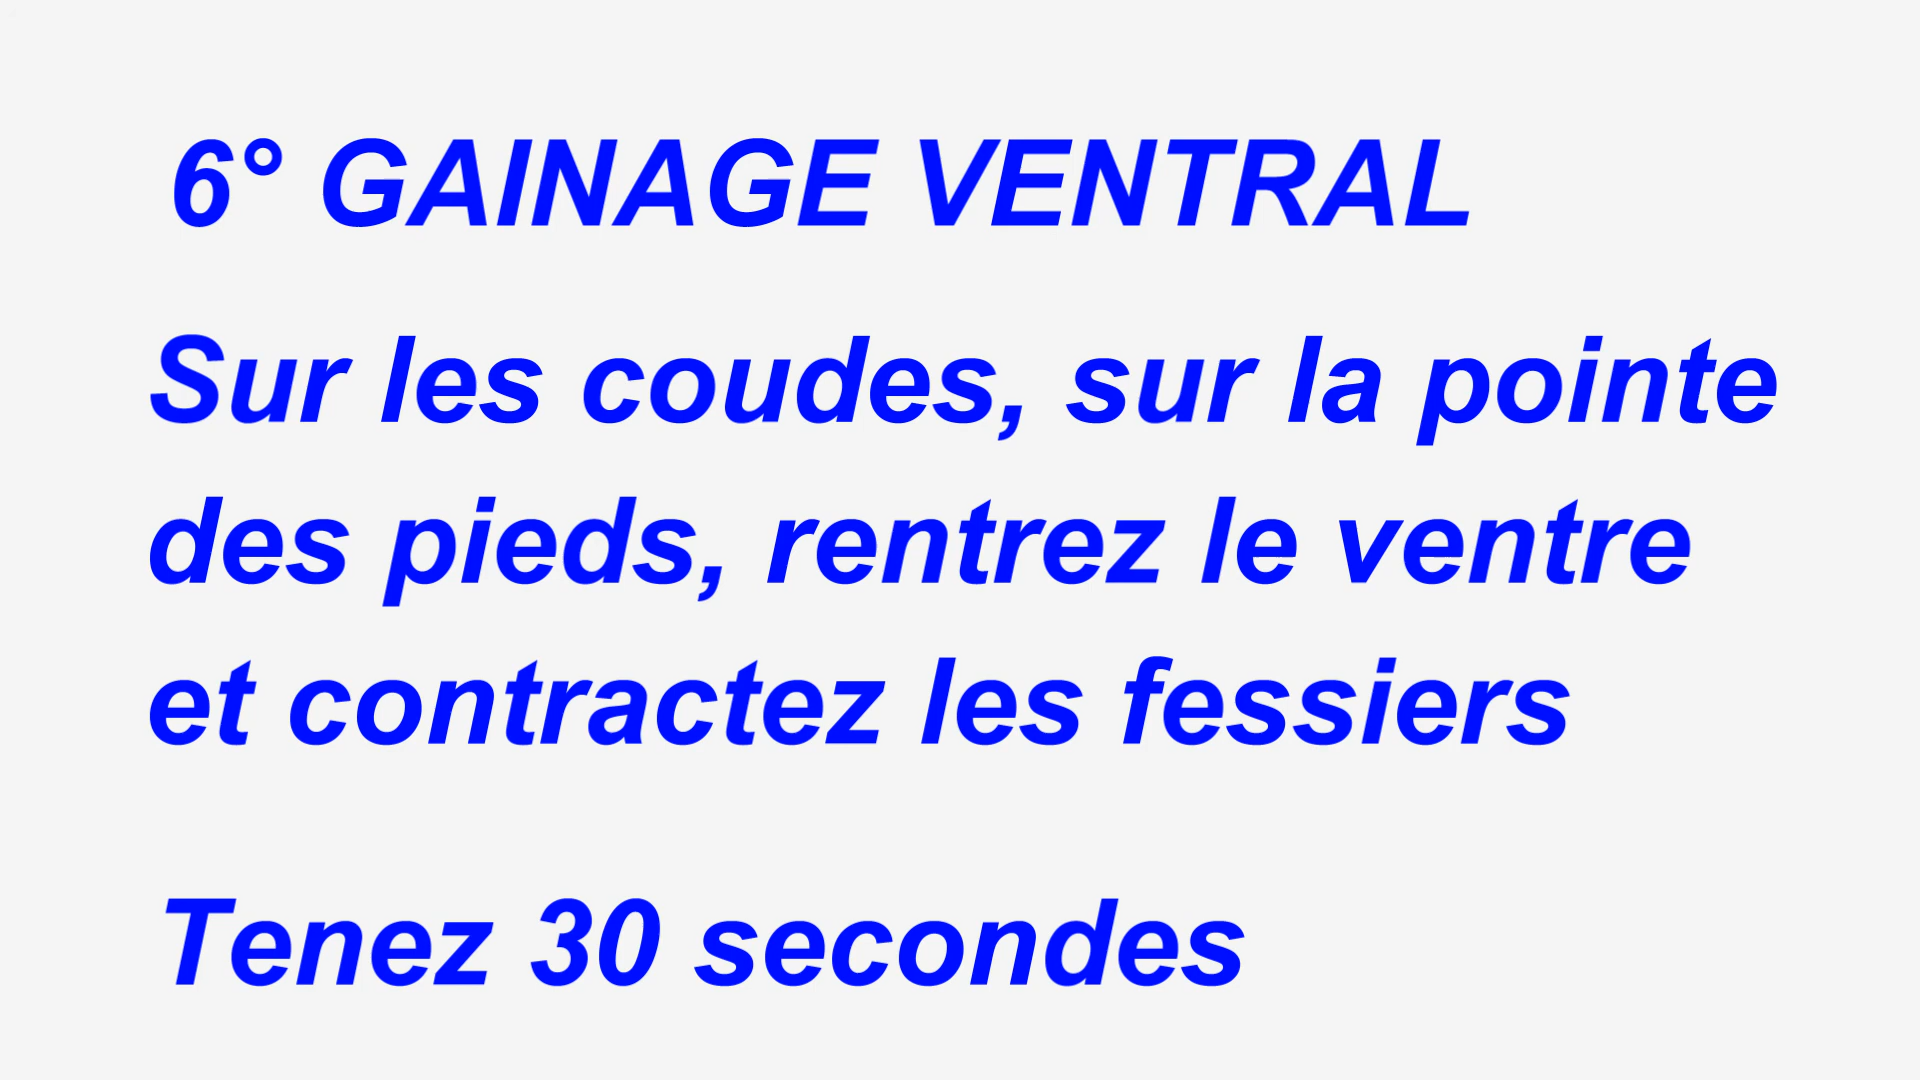 6° GAINAGE VENTRAL
Sur les coudes, sur la pointe
des pieds, rentrez le ventre
et contractez les fessiers
Tenez 30 secondes